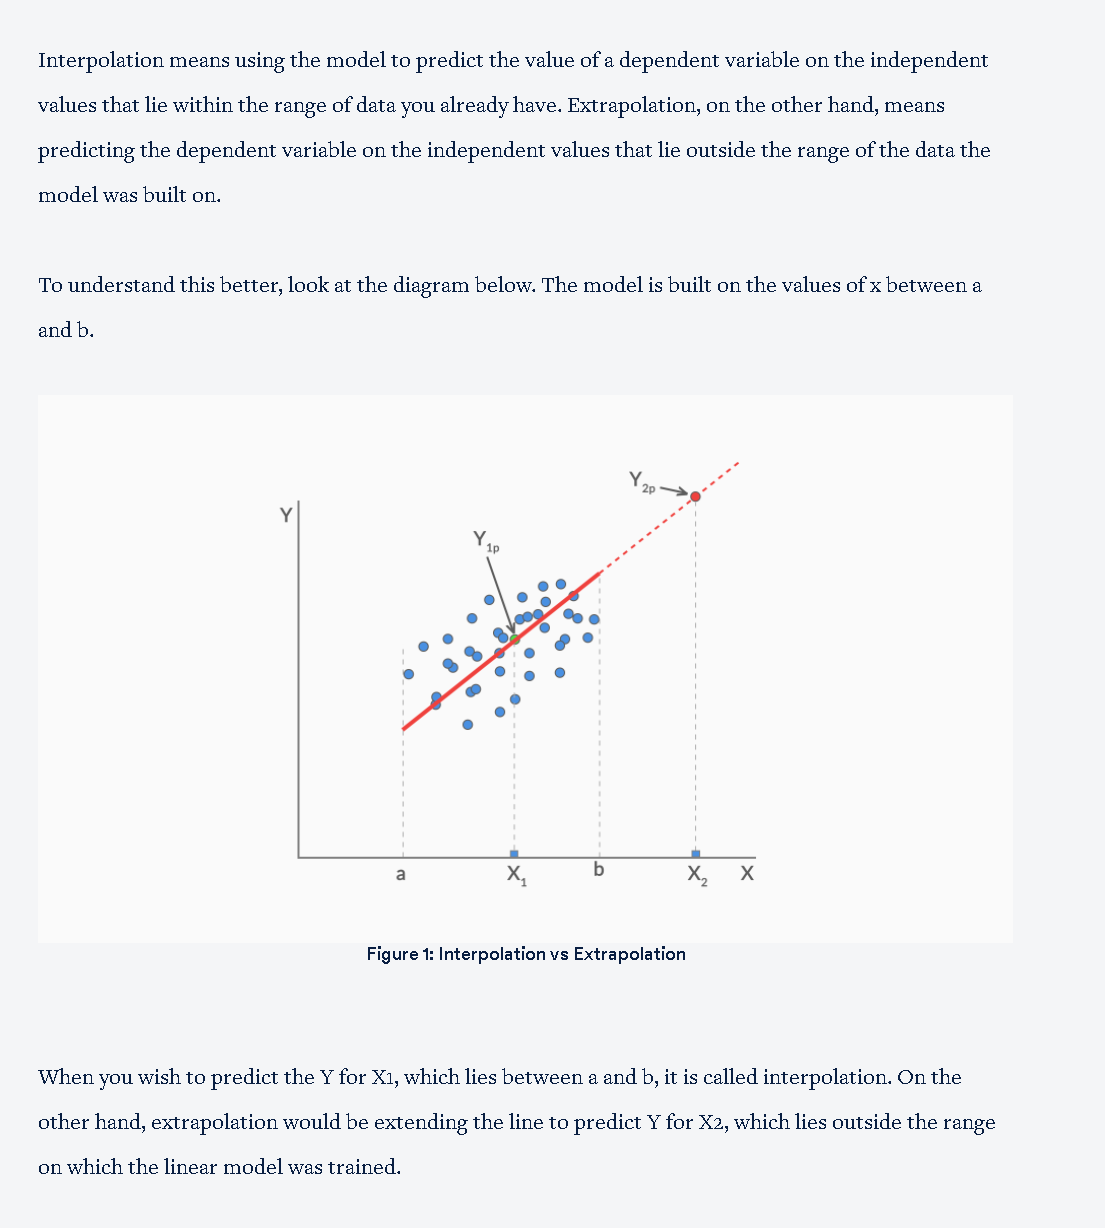 Interpolation means using the model to predict the value of a dependent variable on the independent
values that lie within the range of data you already have. Extrapolation, on the other hand, means
predicting the dependent variable on the independent values that lie outside the range of the data the
model was built on.
To understand this better, look at the diagram below. The model is built on the values of x between a
and b.
Y2p
Y
Y1p
a
X1
b
X2
X
Figure 1: Interpolation vs Extrapolation
When you wish to predict the Y for X1, which lies between a and b, it is called interpolation. On the
other hand, extrapolation would be extending the line to predict Y for X2, which lies outside the range
on which the linear model was trained.